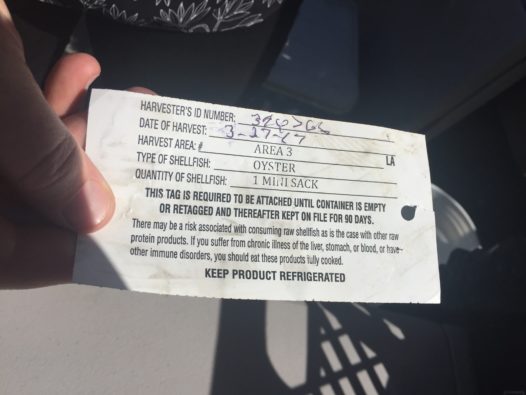 HARVESTER'S ID NUMBER:
DATE OF HARVEST: 3-27-17
HARVEST AREA: # AREA 3 LA
TYPE OF SHELLFISH: OYSTER
QUANTITY OF SHELLFISH: 1 MINI SACK
THIS TAG IS REQUIRED TO BE ATTACHED UNTIL CONTAINER IS EMPTY
OR RETAGGED AND THEREAFTER KEPT ON FILE FOR 90 DAYS.
There may be a risk associated with consuming raw shellfish as is the case with other raw
protein products. If you suffer from chronic illness of the liver, stomach, or blood, or have
other immune disorders, you should eat these products fully cooked.
KEEP PRODUCT REFRIGERATED